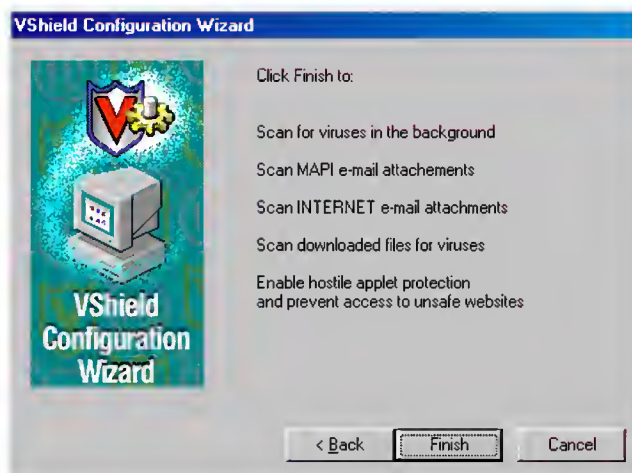 VShield Configuration Wizard
Click Finish to:
Scan for viruses in the background
Scan MAPI e-mail attachements
Scan INTERNET e-mail attachments
Scan downloaded files for viruses
Enable hostile applet protection
and prevent access to unsafe websites
V
VShield
Configuration
Wizard
< Back
Finish
Cancel